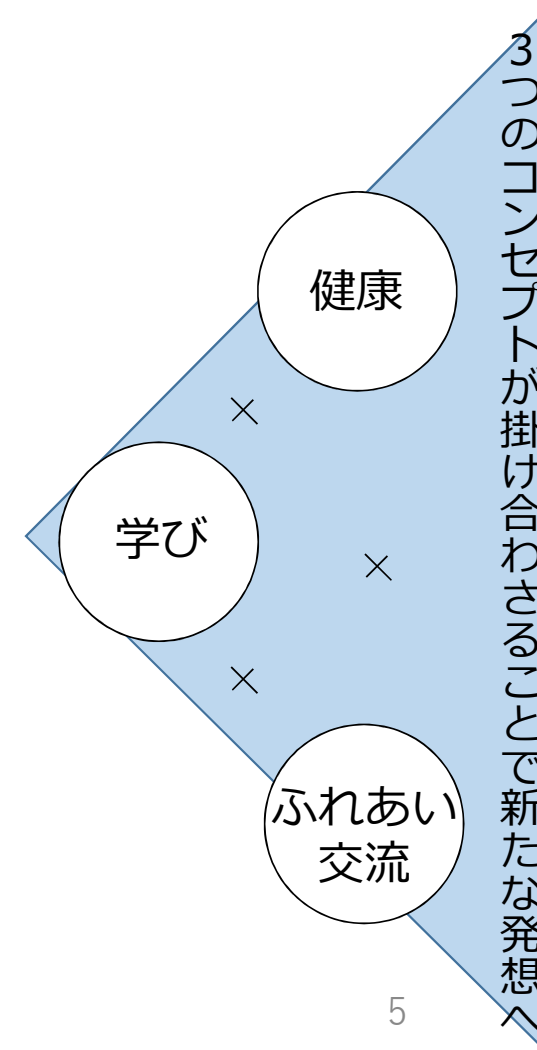 ３つのコンセプトが掛け合わさることで新たな発想へ
健康
×
学び
×
×
ふれあい
交流
5